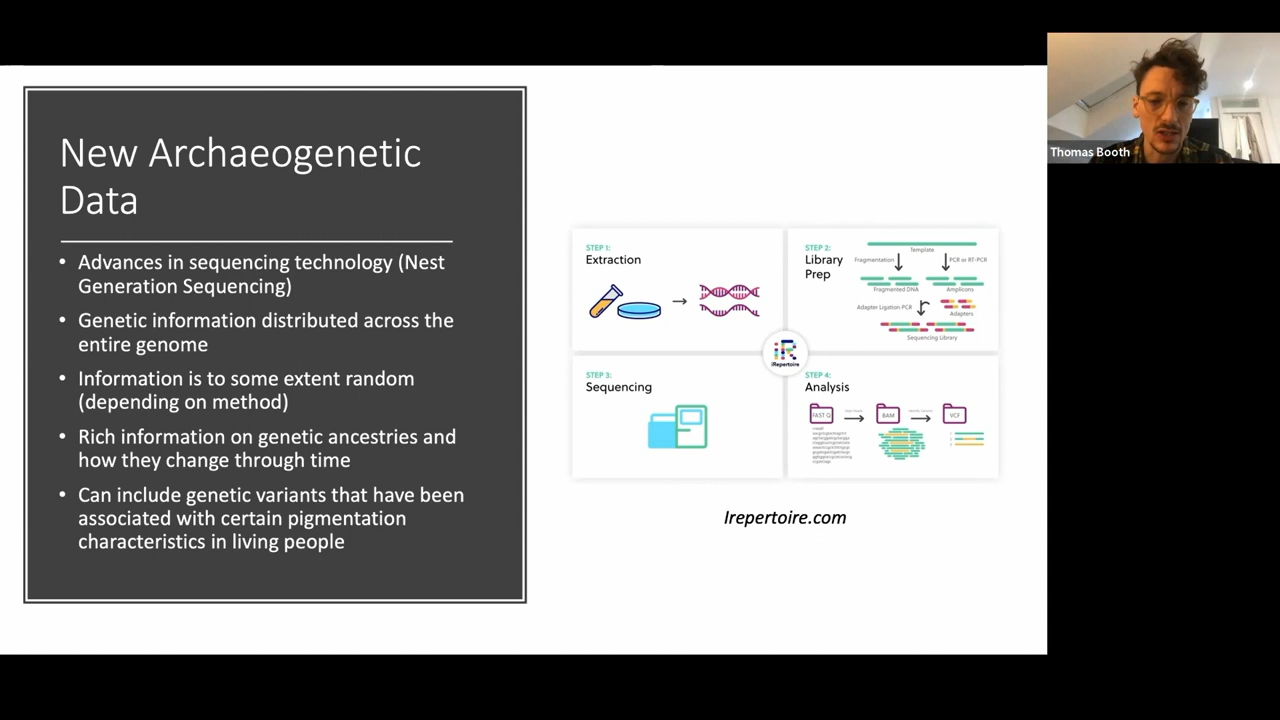 New Archaeogenetic
Data
• Advances in sequencing technology (Nest
Generation Sequencing)
• Genetic information distributed across the
entire genome
• Information is to some extent random
(depending on method)
• Rich information on genetic ancestries and
how they change through time
• Can include genetic variants that have been
associated with certain pigmentation
characteristics in living people
STEP 1:
Extraction
STEP 2:
Library
Prep
Template
Fragmentation
PCR or RT-PCR
Fragmented DNA
Amplicons
Adapter Ligation PCR
Adapters
Sequencing Library
iR
iRepertoire
STEP 3:
Sequencing
STEP 4:
Analysis
FAST Q
BAM
VCF
Irepertoire.com
Thomas Booth